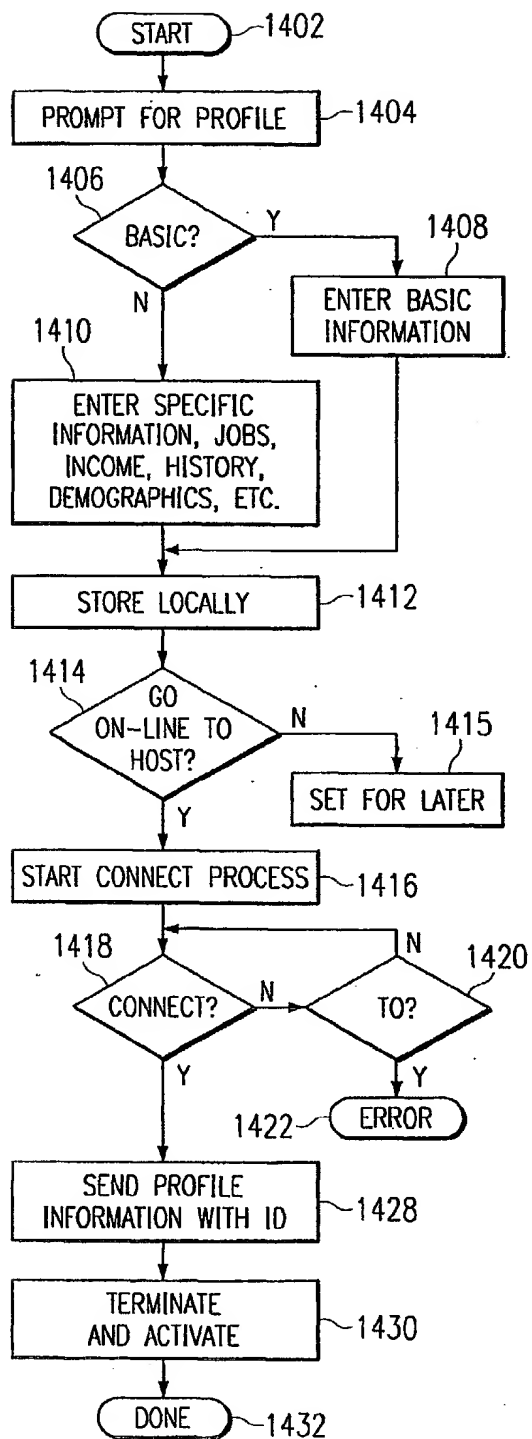 START
1402
PROMPT FOR PROFILE
1404
1406
BASIC?
Y
N
1408
ENTER BASIC
INFORMATION
1410
ENTER SPECIFIC
INFORMATION, JOBS,
INCOME, HISTORY,
DEMOGRAPHICS, ETC.
STORE LOCALLY
1412
1414
GO
ON-LINE TO
HOST?
N
Y
1415
SET FOR LATER
START CONNECT PROCESS
1416
1418
CONNECT?
N
Y
N
1420
TO?
Y
1422
ERROR
SEND PROFILE
INFORMATION WITH ID
1428
TERMINATE
AND ACTIVATE
1430
DONE
1432